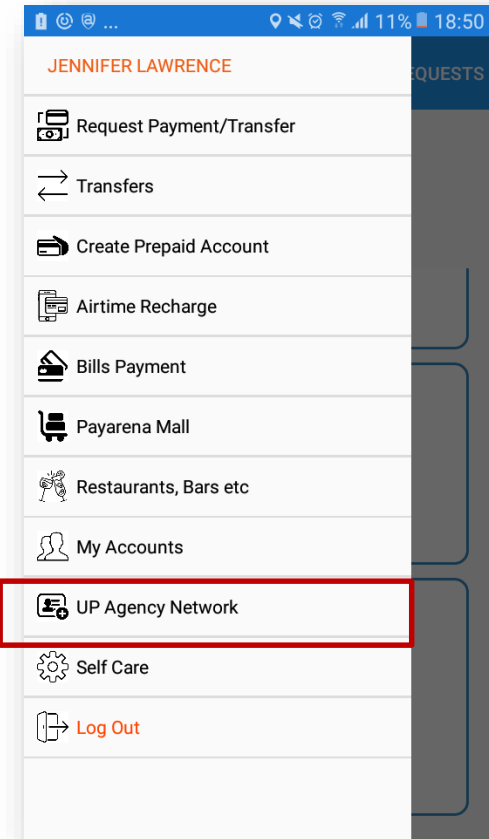 ... 11% 18:50
JENNIFER LAWRENCE
QUESTS
Request Payment/Transfer
Transfers
Create Prepaid Account
Airtime Recharge
Bills Payment
Payarena Mall
Restaurants, Bars etc
My Accounts
UP Agency Network
Self Care
Log Out